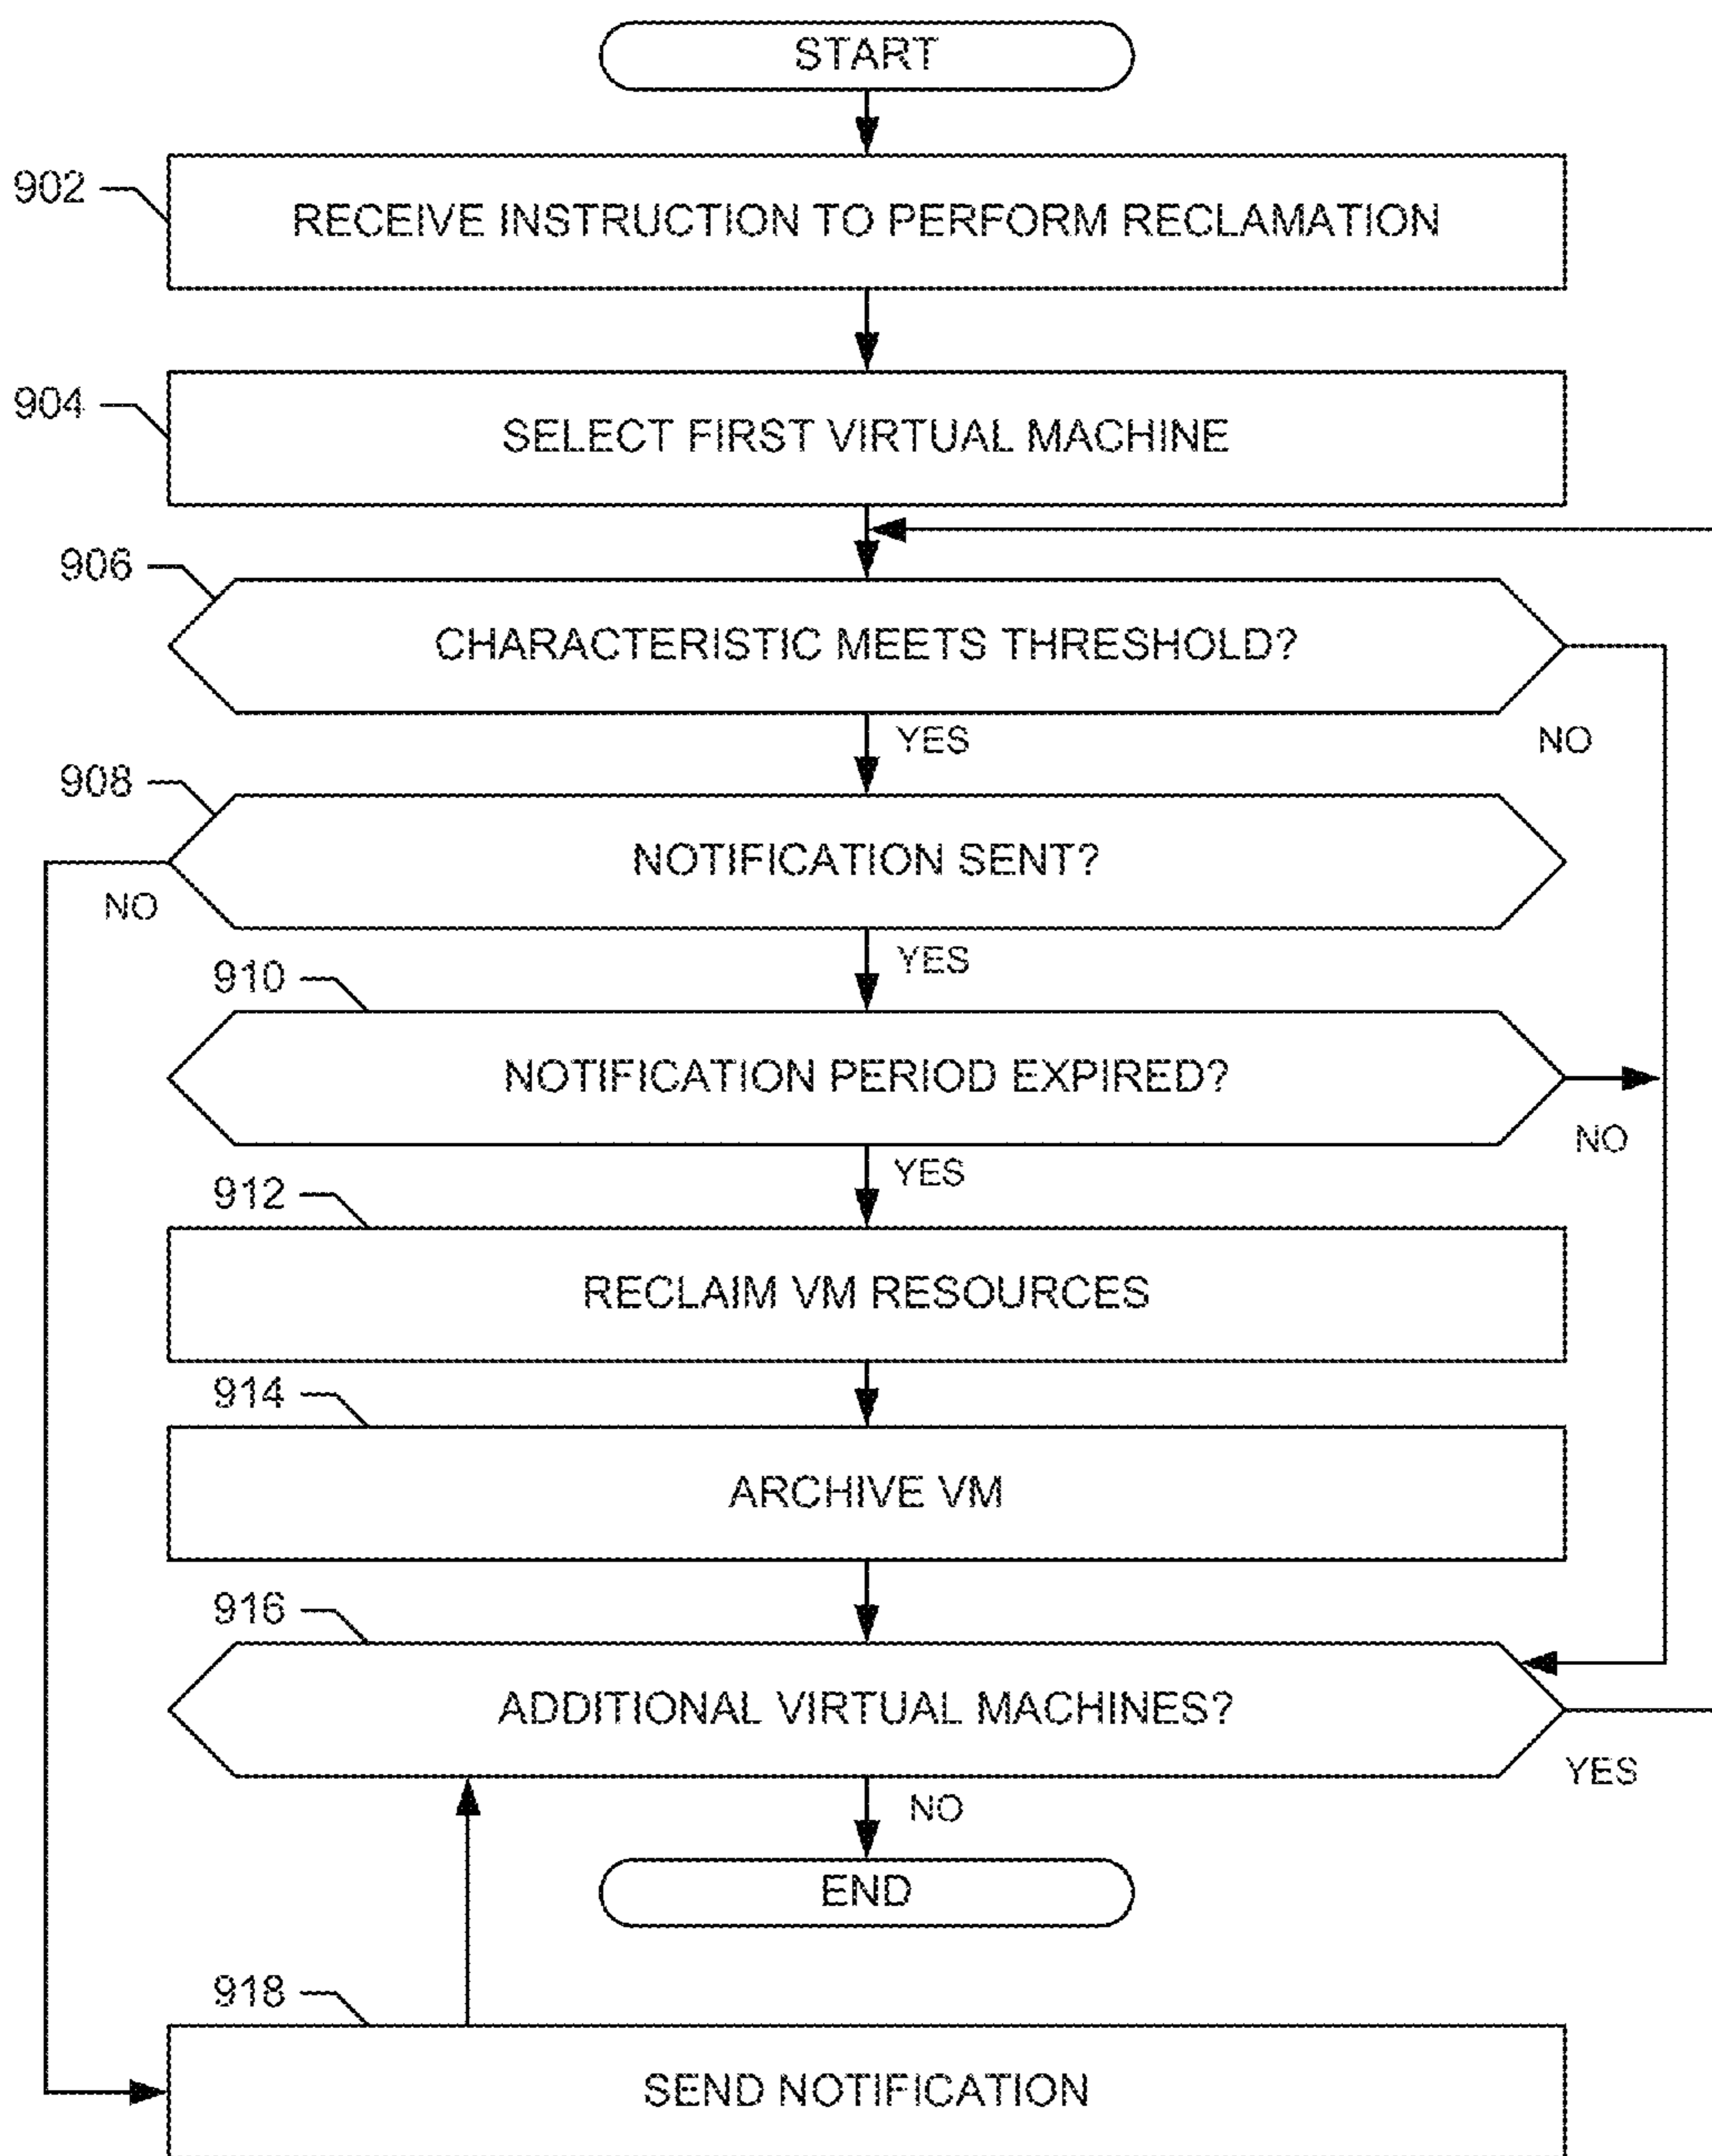 START
902
RECEIVE INSTRUCTION TO PERFORM RECLAMATION
904
SELECT FIRST VIRTUAL MACHINE
906
CHARACTERISTIC MEETS THRESHOLD?
YES
NO
908
NOTIFICATION SENT?
NO
YES
910
NOTIFICATION PERIOD EXPIRED?
NO
YES
912
RECLAIM VM RESOURCES
914
ARCHIVE VM
916
ADDITIONAL VIRTUAL MACHINES?
YES
NO
END
918
SEND NOTIFICATION